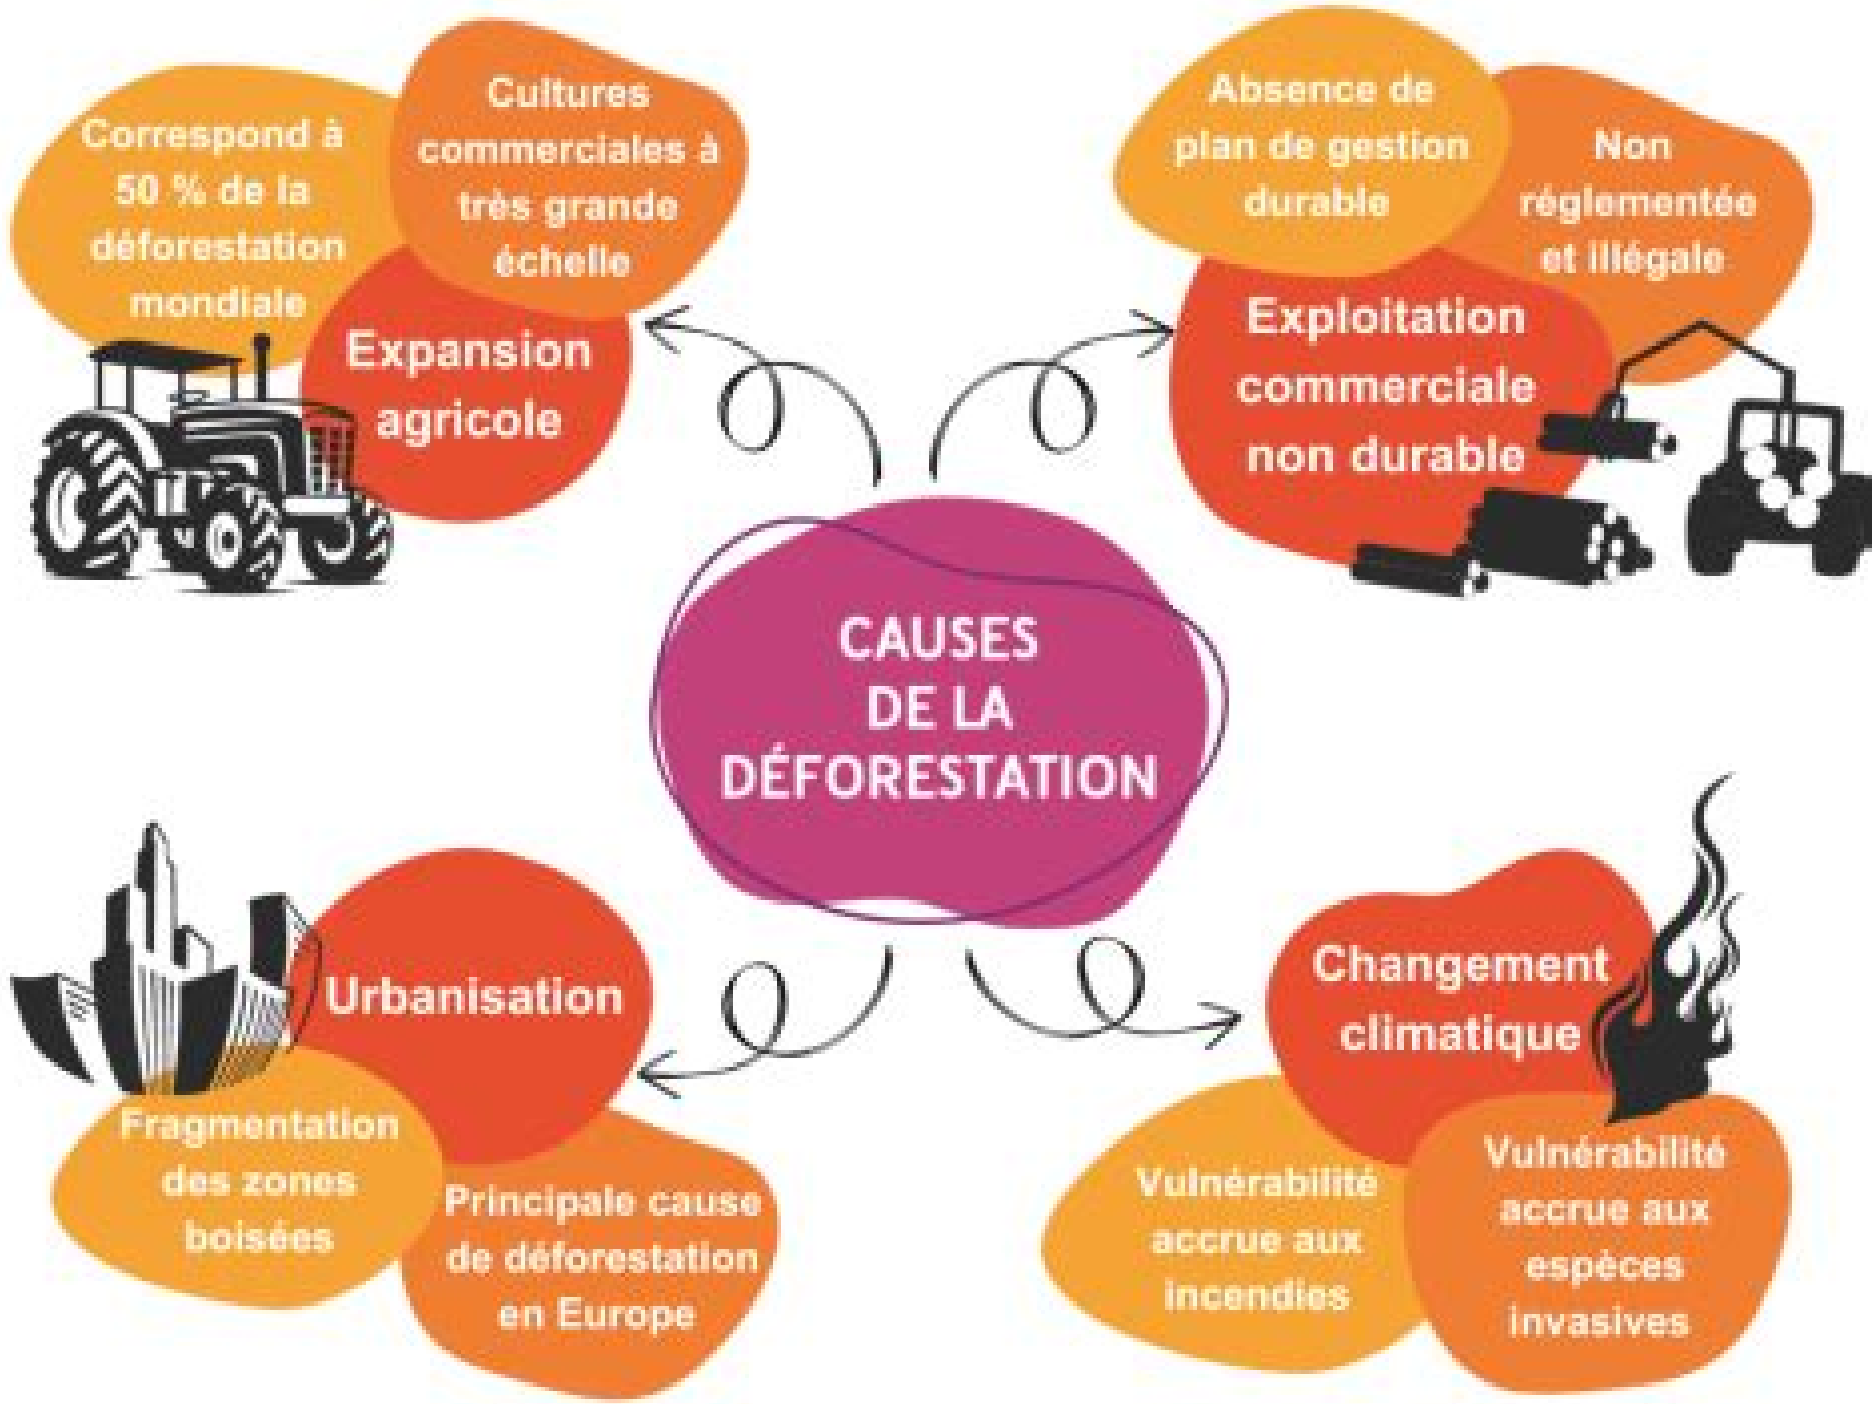 Correspond à
50 % de la
déforestation
mondiale
Cultures
commerciales à
très grande
échelle
Expansion
agricole
Absence de
plan de gestion
durable
Non
réglementée
et illégale
Exploitation
commerciale
non durable
CAUSES
DE LA
DÉFORESTATION
Urbanisation
Fragmentation
des zones
boisées
Principale cause
de déforestation
en Europe
Changement
climatique
Vulnérabilité
accrue aux
incendies
Vulnérabilité
accrue aux
espèces
invasives